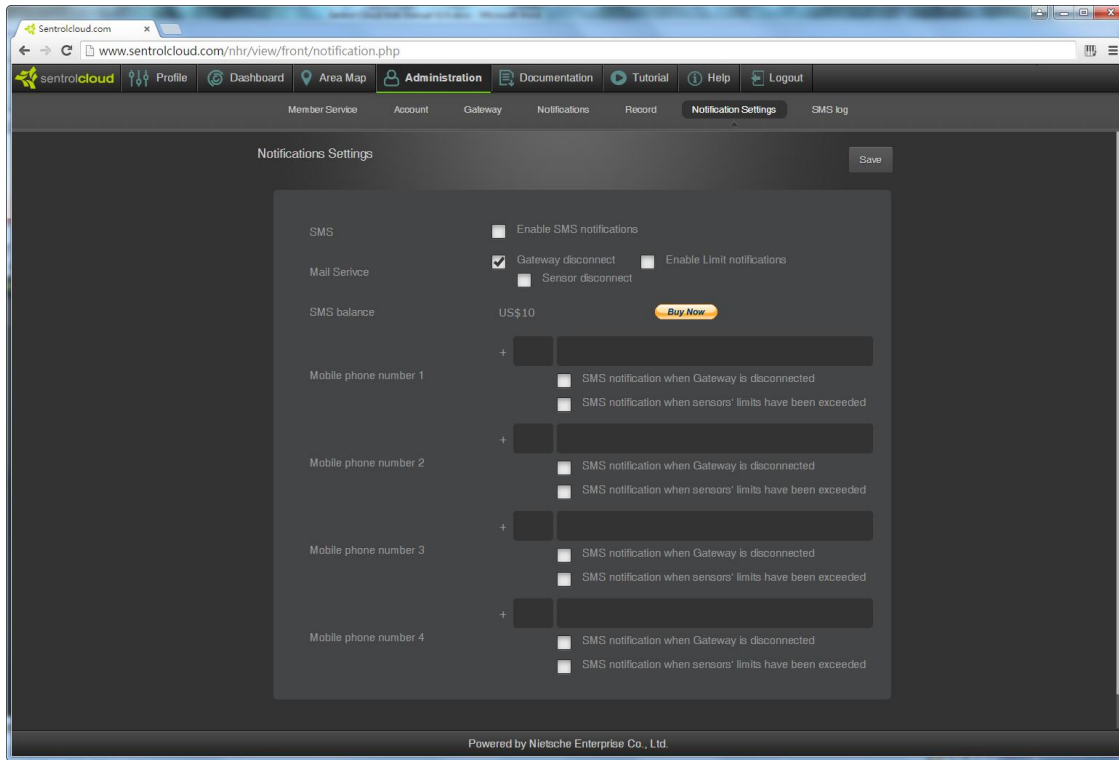 Sentrolcloud.com
www.sentrolcloud.com/nhr/view/front/notification.php
sentrolcloud Profile Dashboard Area Map Administration Documentation Tutorial Help Logout
Member Service Account Gateway Notifications Record Notification Settings SMS log
Notifications Settings
Save
SMS
Enable SMS notifications
Mail Serivce
Gateway disconnect Enable Limit notifications
Sensor disconnect
SMS balance
US$10
Buy Now
+
Mobile phone number 1
SMS notification when Gateway is disconnected
SMS notification when sensors' limits have been exceeded
+
Mobile phone number 2
SMS notification when Gateway is disconnected
SMS notification when sensors' limits have been exceeded
+
Mobile phone number 3
SMS notification when Gateway is disconnected
SMS notification when sensors' limits have been exceeded
+
Mobile phone number 4
SMS notification when Gateway is disconnected
SMS notification when sensors' limits have been exceeded
Powered by Nietsche Enterprise Co., Ltd.